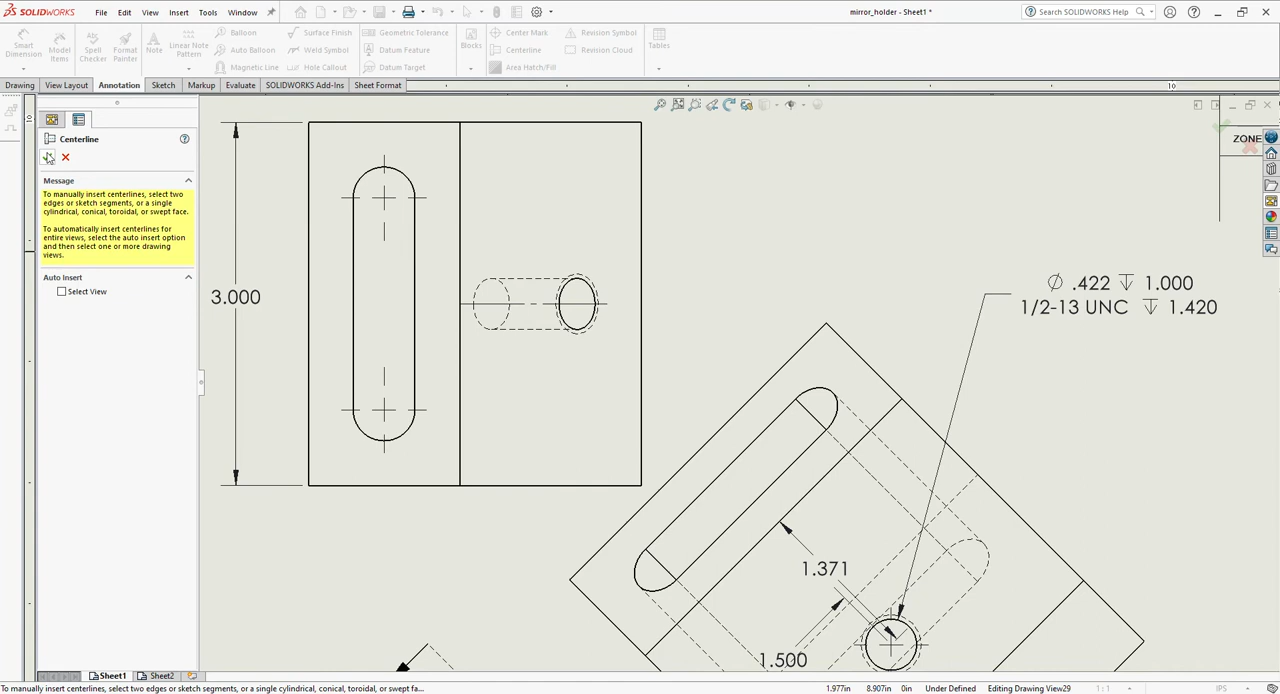 SOLIDWORKS
File
Edit
View
Insert
Tools
Window
mirror_holder - Sheet1 *
Search SOLIDWORKS Help
Smart Dimension
Model Items
Spell Checker
Format Painter
Note
Linear Note Pattern
Balloon
Auto Balloon
Magnetic Line
Surface Finish
Weld Symbol
Hole Callout
Geometric Tolerance
Datum Feature
Datum Target
Blocks
Center Mark
Centerline
Area Hatch/Fill
Revision Symbol
Revision Cloud
Tables
Drawing
View Layout
Annotation
Sketch
Markup
Evaluate
SOLIDWORKS Add-Ins
Sheet Format
10
Centerline
Message
To manually insert centerlines, select two
edges or sketch segments, or a single
cylindrical, conical, toroidal, or swept face.
To automatically insert centerlines for
entire views, select the auto insert option
and then select one or more drawing
views.
Auto Insert
Select View
ZONE
3.000
∅ .422 ↧ 1.000
1/2-13 UNC ↧ 1.420
1.371
1.500
Sheet1
Sheet2
To manually insert centerlines, select two edges or sketch segments, or a single cylindrical, conical, toroidal, or swept fa...
1.977in
8.907in
0in
Under Defined
Editing Drawing View29
1:1
IPS